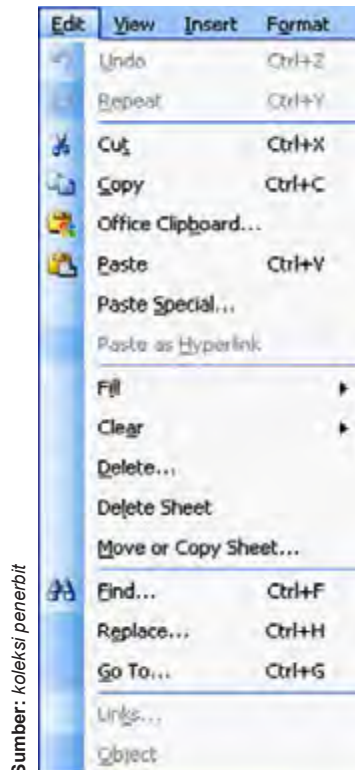 Edit View Insert Format
Undo Ctrl+Z
Repeat Ctrl+Y
Cut Ctrl+X
Copy Ctrl+C
Office Clipboard...
Paste Ctrl+V
Paste Special...
Paste as Hyperlink
Fill
Clear
Delete...
Delete Sheet
Move or Copy Sheet...
Find... Ctrl+F
Replace... Ctrl+H
Go To... Ctrl+G
Links...
Object
Sumber: koleksi penerbit